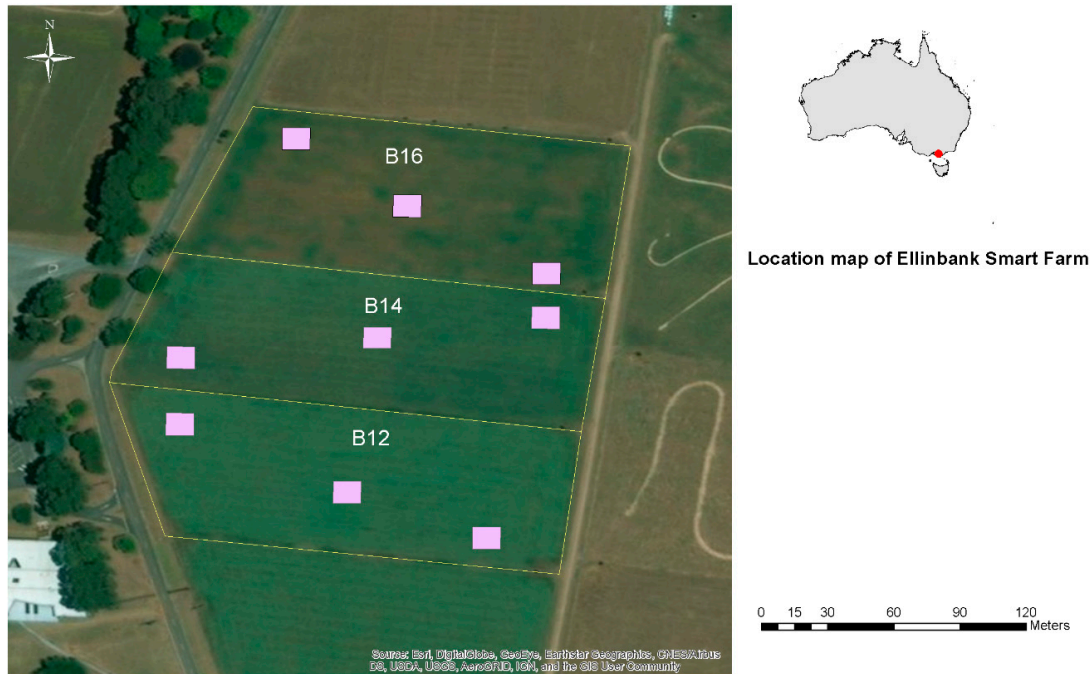 N
B16
B14
B12
Source: Esri, DigitalGlobe, GeoEye, Earthstar Geographics, CNES/Airbus
DS, USDA, USGS, AeroGRID, IGN, and the GIS User Community
Location map of Ellinbank Smart Farm
0 15 30 60 90 120
Meters